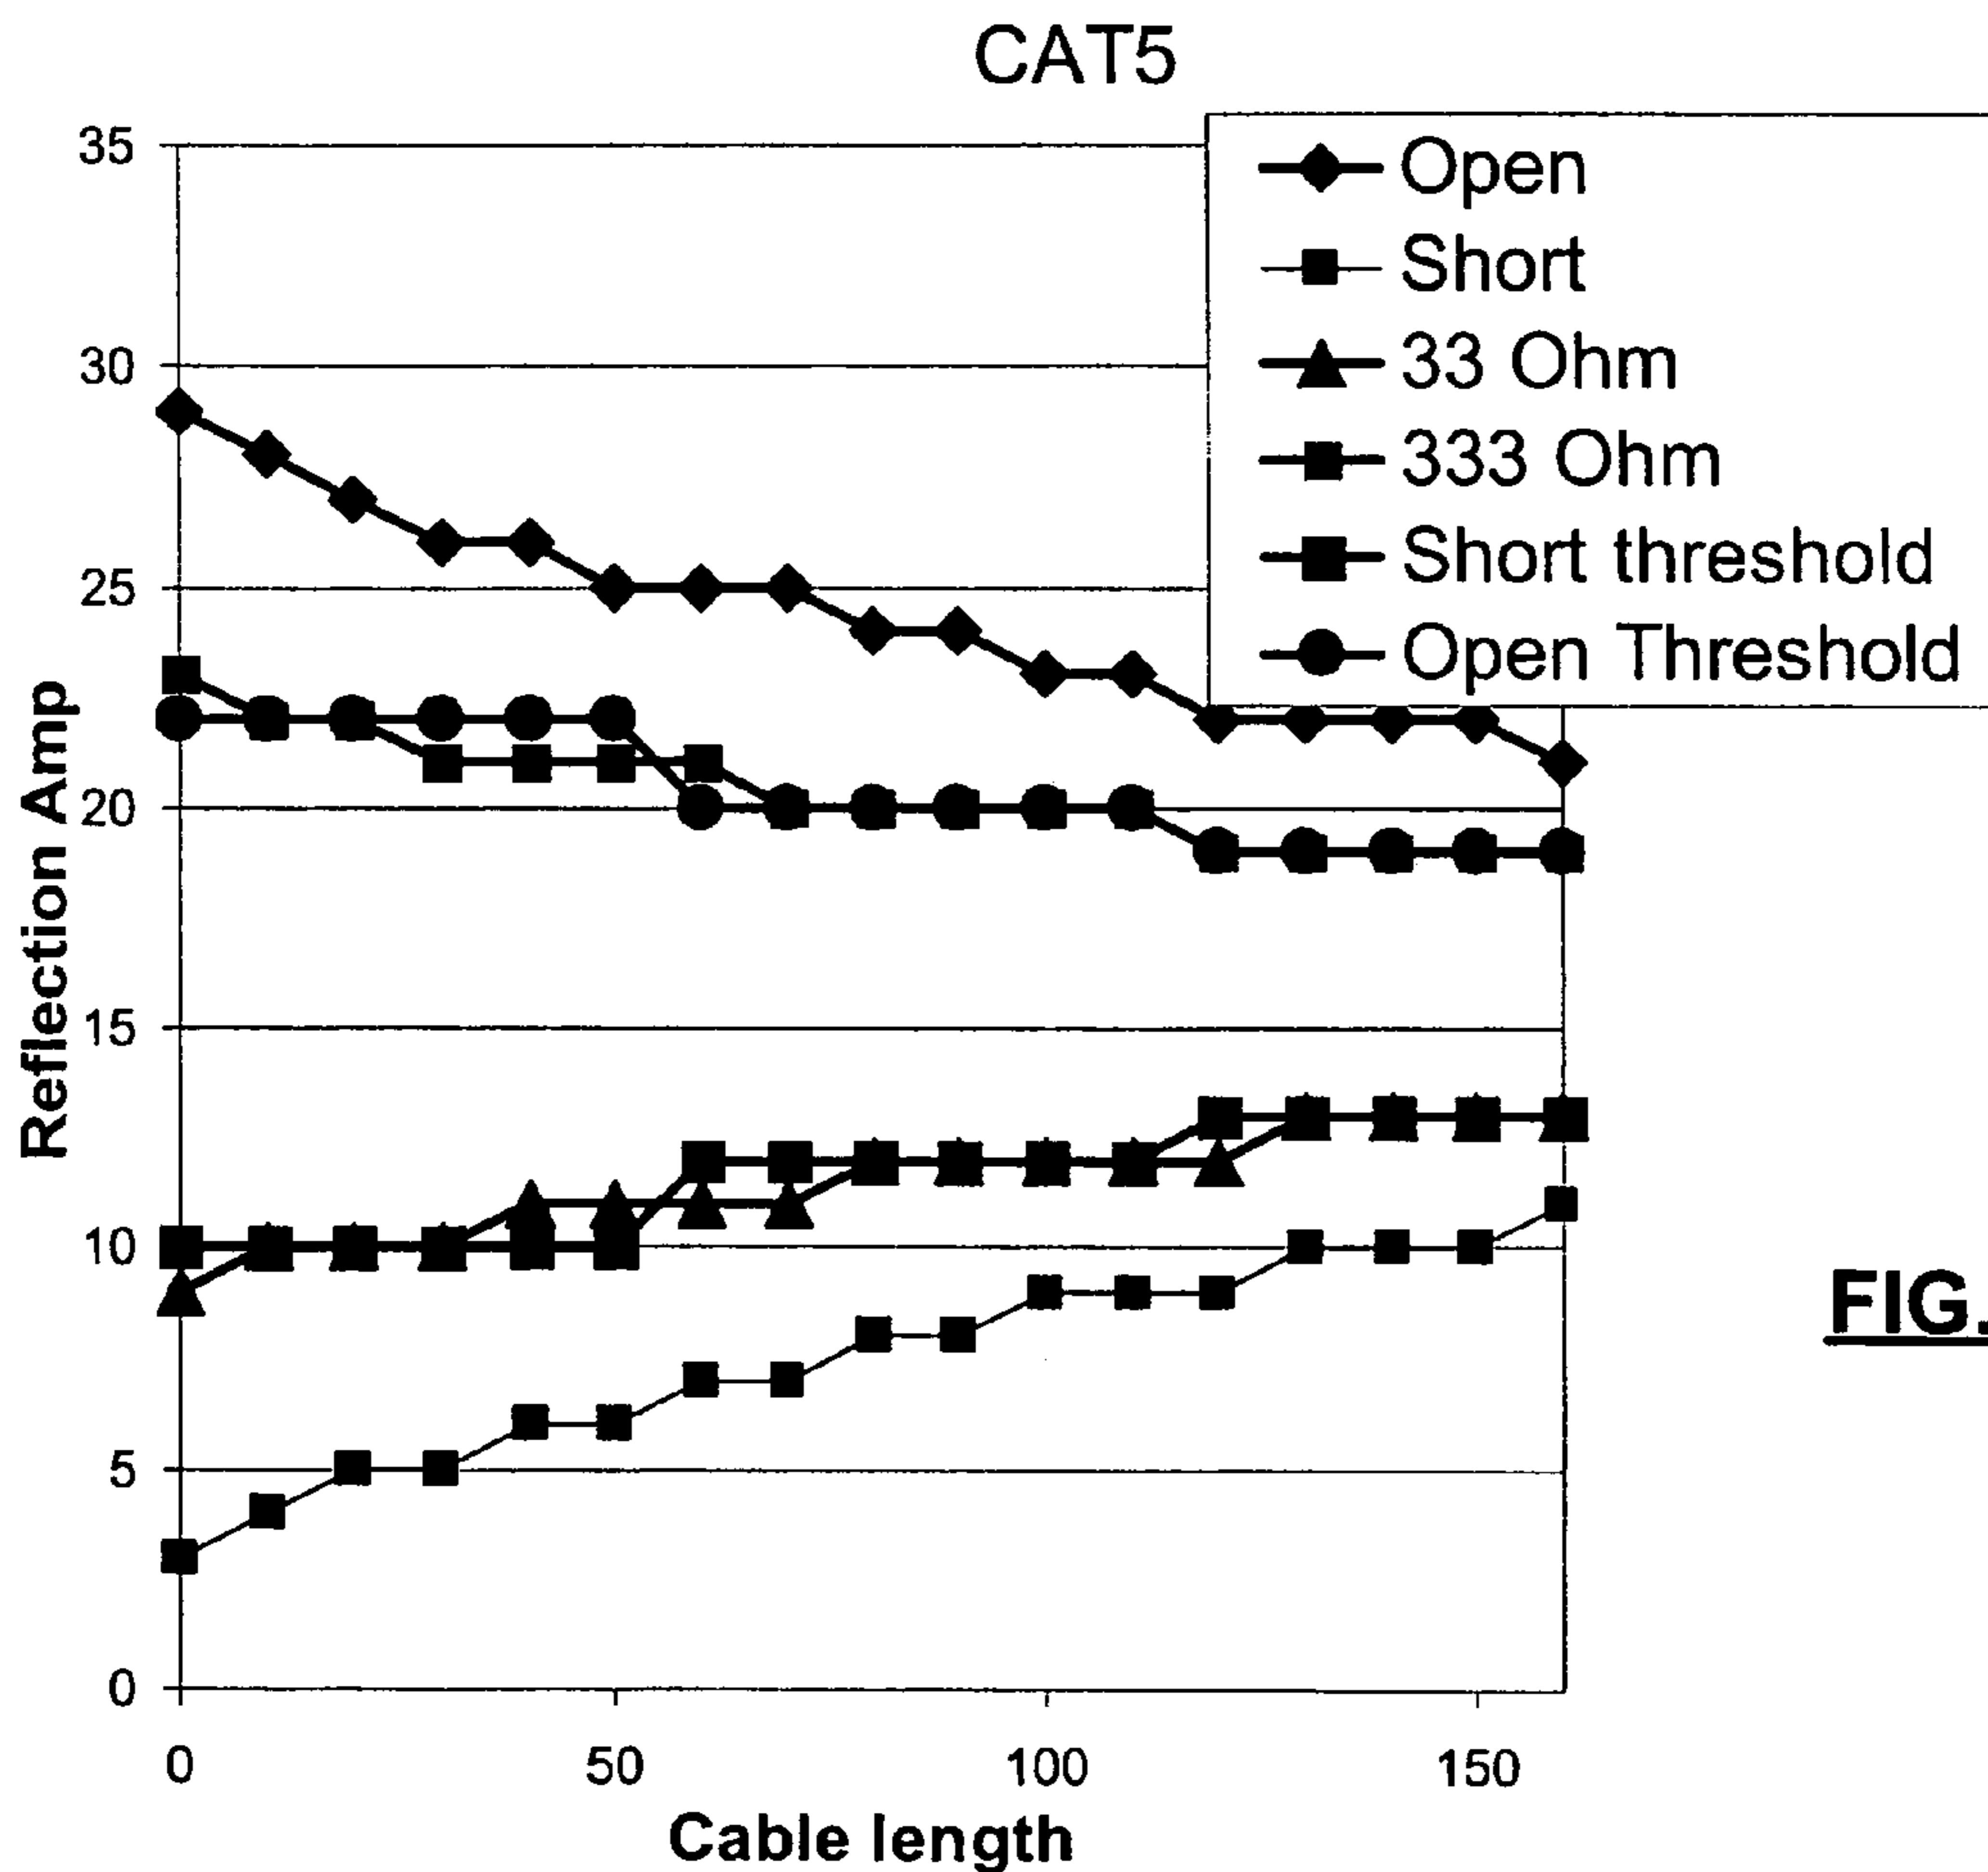 CAT5
35
30
25
20
15
10
5
0
Reflection Amp
Open
Short
33 Ohm
333 Ohm
Short threshold
Open Threshold
0 50 100 150
Cable length
FIG.